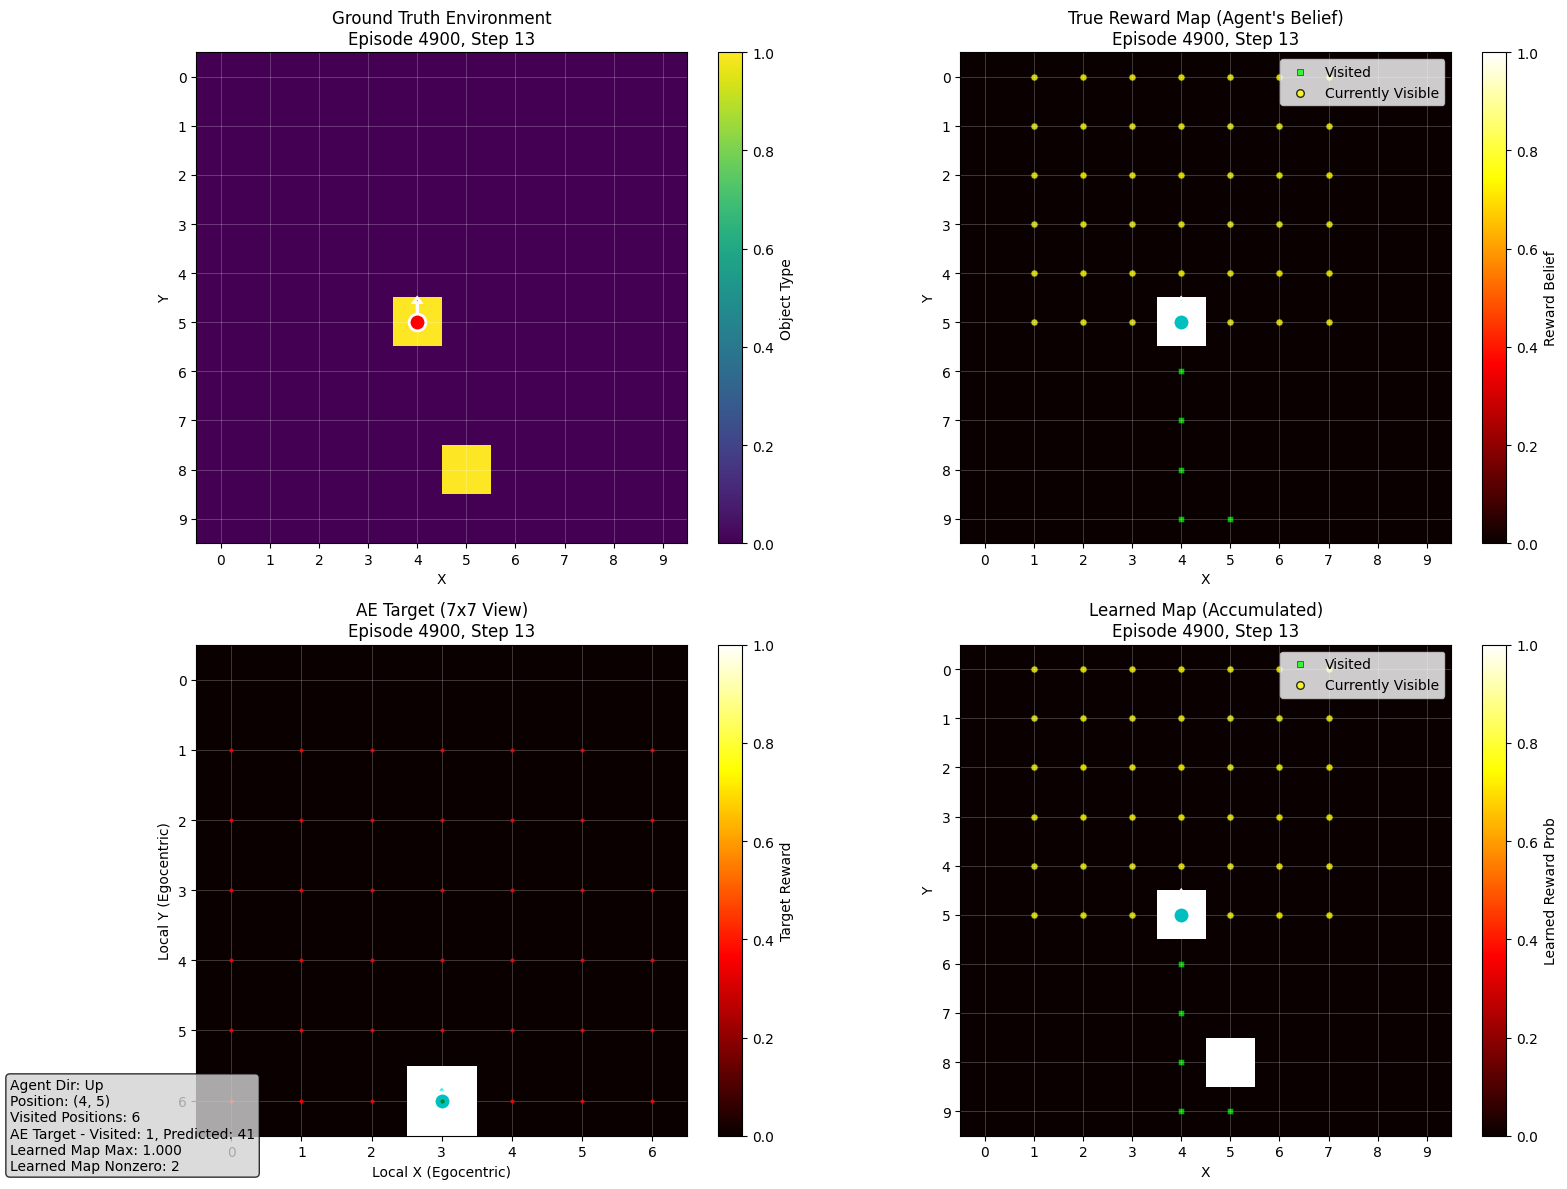 Ground Truth Environment
Episode 4900, Step 13
0
1
2
3
4
5
6
7
8
9
Y
0 1 2 3 4 5 6 7 8 9
X
1.0
0.8
0.6
0.4
0.2
0.0
Object Type
True Reward Map (Agent's Belief)
Episode 4900, Step 13
Visited
Currently Visible
0
1
2
3
4
5
6
7
8
9
Y
0 1 2 3 4 5 6 7 8 9
X
1.0
0.8
0.6
0.4
0.2
0.0
Reward Belief
AE Target (7x7 View)
Episode 4900, Step 13
0
1
2
3
4
5
6
Local Y (Egocentric)
0 1 2 3 4 5 6
Local X (Egocentric)
1.0
0.8
0.6
0.4
0.2
0.0
Target Reward
Agent Dir: Up
Position: (4, 5)
Visited Positions: 6
AE Target - Visited: 1, Predicted: 41
Learned Map Max: 1.000
Learned Map Nonzero: 2
Learned Map (Accumulated)
Episode 4900, Step 13
Visited
Currently Visible
0
1
2
3
4
5
6
7
8
9
Y
0 1 2 3 4 5 6 7 8 9
X
1.0
0.8
0.6
0.4
0.2
0.0
Learned Reward Prob